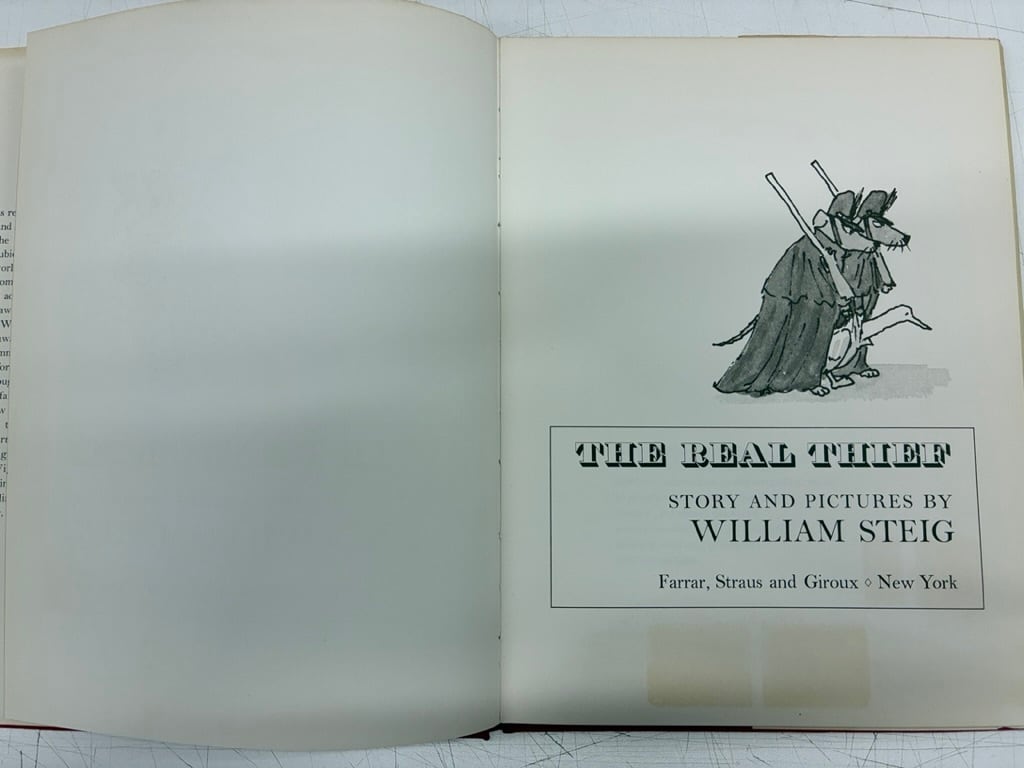 THE REAL THIEF
STORY AND PICTURES BY
WILLIAM STEIG
Farrar, Straus and Giroux ◊ New York